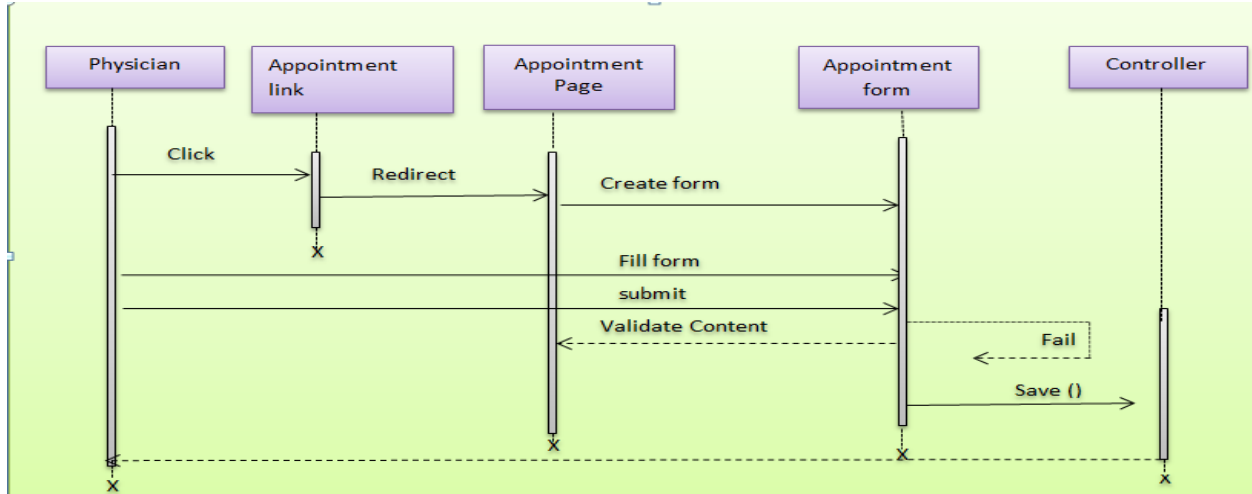 Physician
Appointment
link
Appointment
Page
Appointment
form
Controller
Click
Redirect
Create form
Fill form
submit
Validate Content
Fail
Save ()
X
X
X
X
X